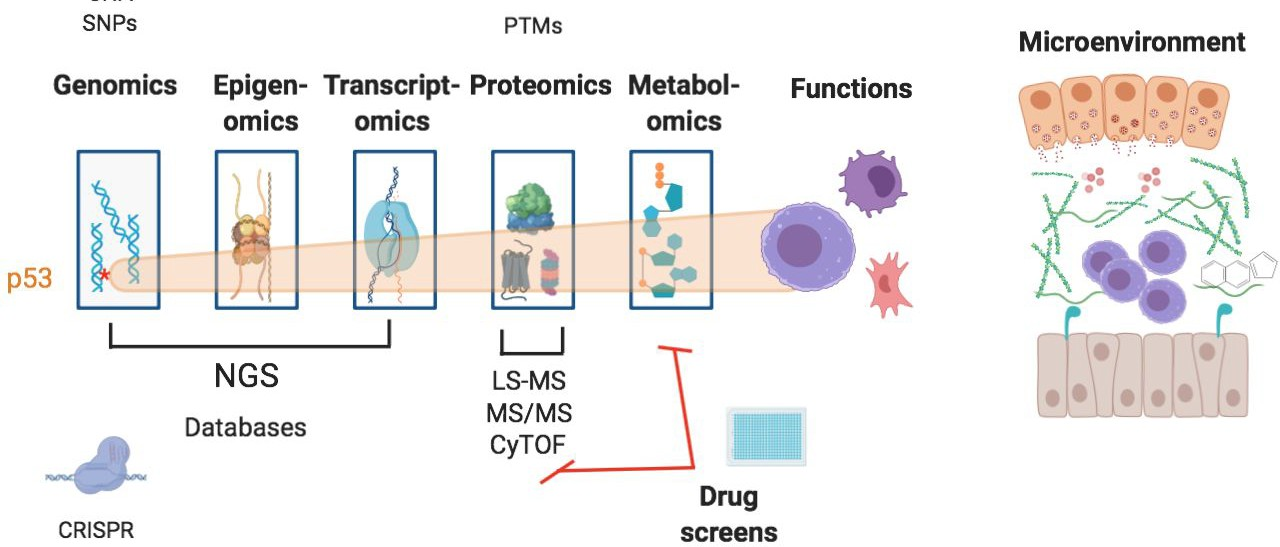 SNPs
PTMs
Microenvironment
Genomics
Epigen-
omics
Transcript-
omics
Proteomics
Metabol-
omics
Functions
p53
*
NGS
Databases
LS-MS
MS/MS
CyTOF
Drug
screens
CRISPR